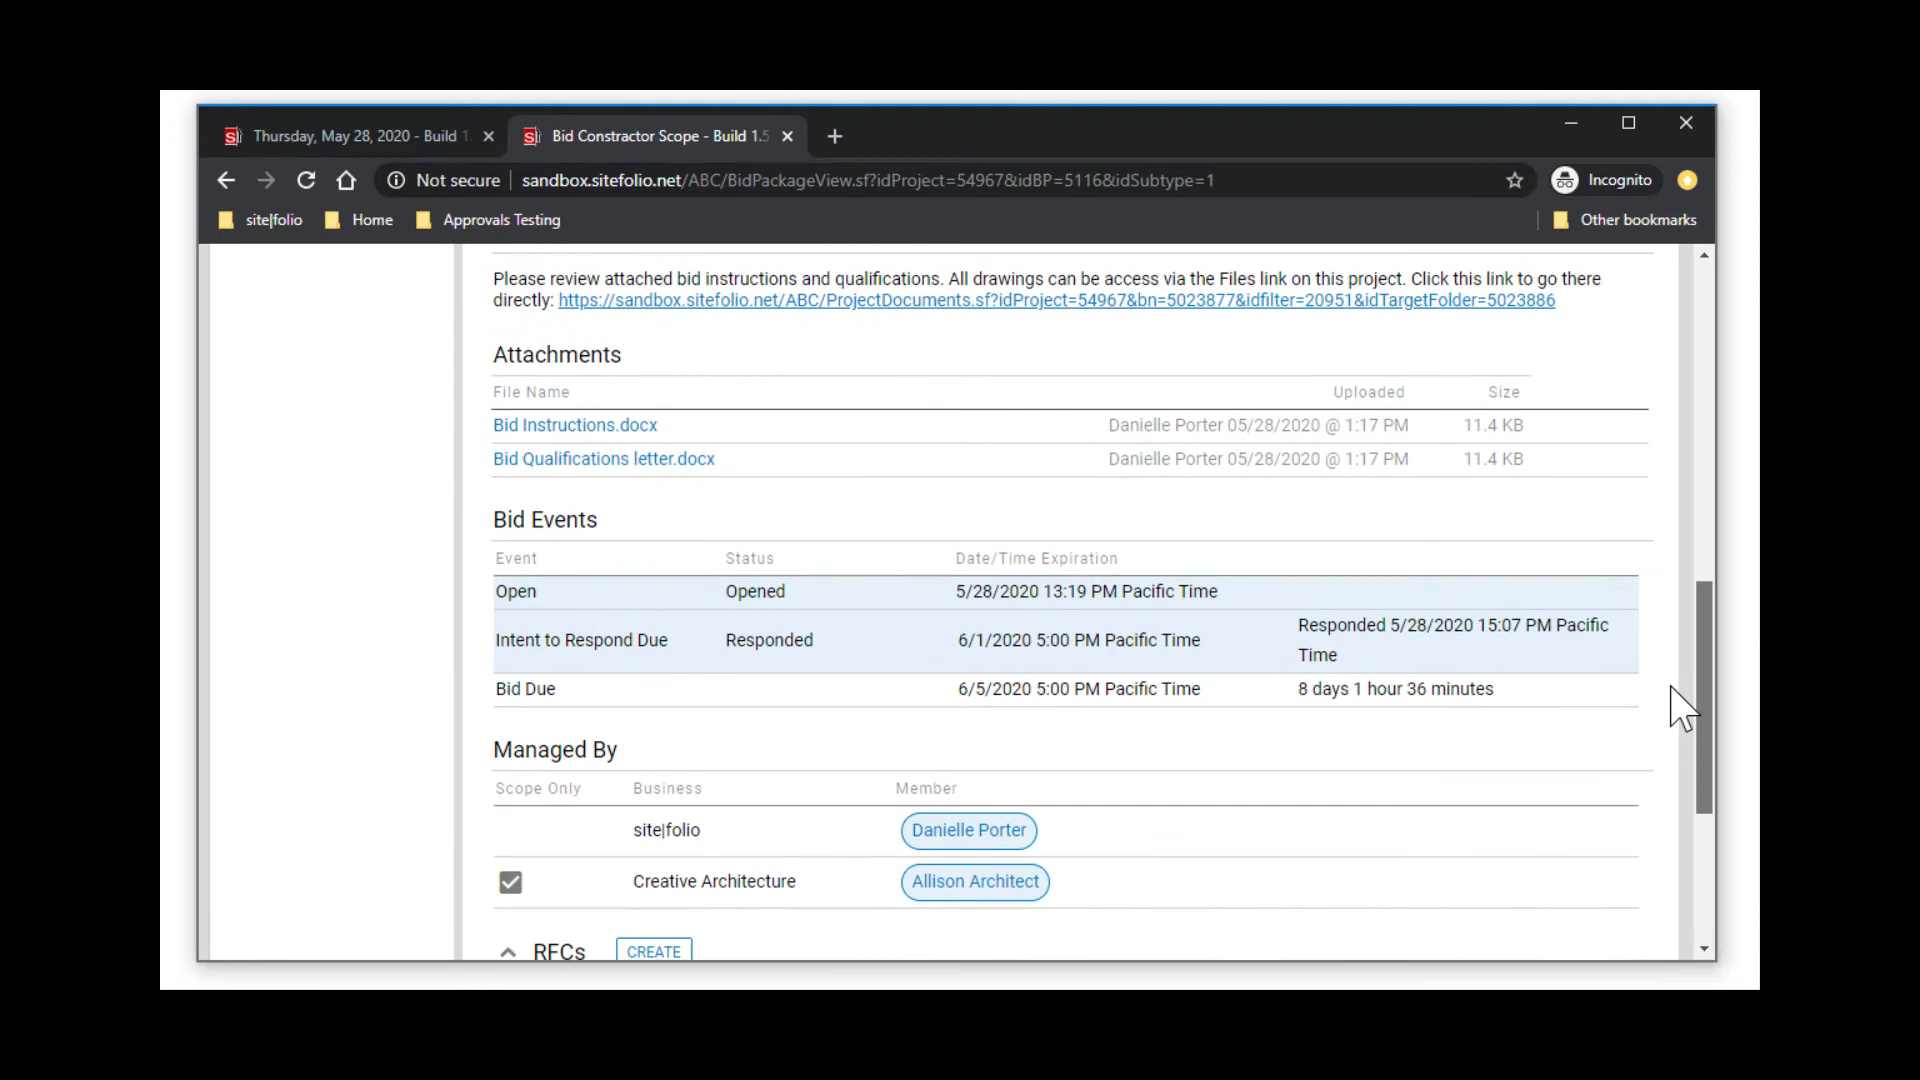 Thursday, May 28, 2020 - Build 1.
Bid Constractor Scope - Build 1.5
Not secure
sandbox.sitefolio.net/ABC/BidPackageView.sf?idProject=54967&idBP=5116&idSubtype=1
Incognito
site|folio
Home
Approvals Testing
Other bookmarks
Please review attached bid instructions and qualifications. All drawings can be access via the Files link on this project. Click this link to go there
directly: https://sandbox.sitefolio.net/ABC/ProjectDocuments.sf?idProject=54967&bn=5023877&idfilter=20951&idTargetFolder=5023886
Attachments
File Name Uploaded Size
Bid Instructions.docx Danielle Porter 05/28/2020 @ 1:17 PM 11.4 KB
Bid Qualifications letter.docx Danielle Porter 05/28/2020 @ 1:17 PM 11.4 KB
Bid Events
Event Status Date/Time Expiration
Open Opened 5/28/2020 13:19 PM Pacific Time
Intent to Respond Due Responded 6/1/2020 5:00 PM Pacific Time Responded 5/28/2020 15:07 PM Pacific
Time
Bid Due 6/5/2020 5:00 PM Pacific Time 8 days 1 hour 36 minutes
Managed By
Scope Only Business Member
site|folio Danielle Porter
Creative Architecture Allison Architect
RFCs CREATE